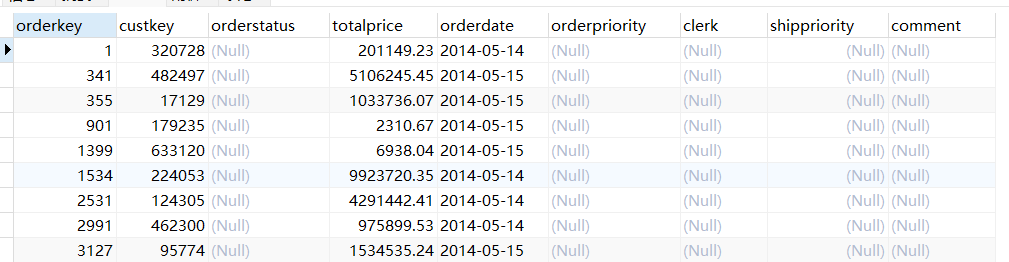 orderkey custkey orderstatus totalprice orderdate orderpriority clerk shippriority comment
1 320728 (Null) 201149.23 2014-05-14 (Null) (Null) (Null) (Null)
341 482497 (Null) 5106245.45 2014-05-15 (Null) (Null) (Null) (Null)
355 17129 (Null) 1033736.07 2014-05-15 (Null) (Null) (Null) (Null)
901 179235 (Null) 2310.67 2014-05-15 (Null) (Null) (Null) (Null)
1399 633120 (Null) 6938.04 2014-05-15 (Null) (Null) (Null) (Null)
1534 224053 (Null) 9923720.35 2014-05-14 (Null) (Null) (Null) (Null)
2531 124305 (Null) 4291442.41 2014-05-14 (Null) (Null) (Null) (Null)
2991 462300 (Null) 975899.53 2014-05-14 (Null) (Null) (Null) (Null)
3127 95774 (Null) 1534535.24 2014-05-15 (Null) (Null) (Null) (Null)